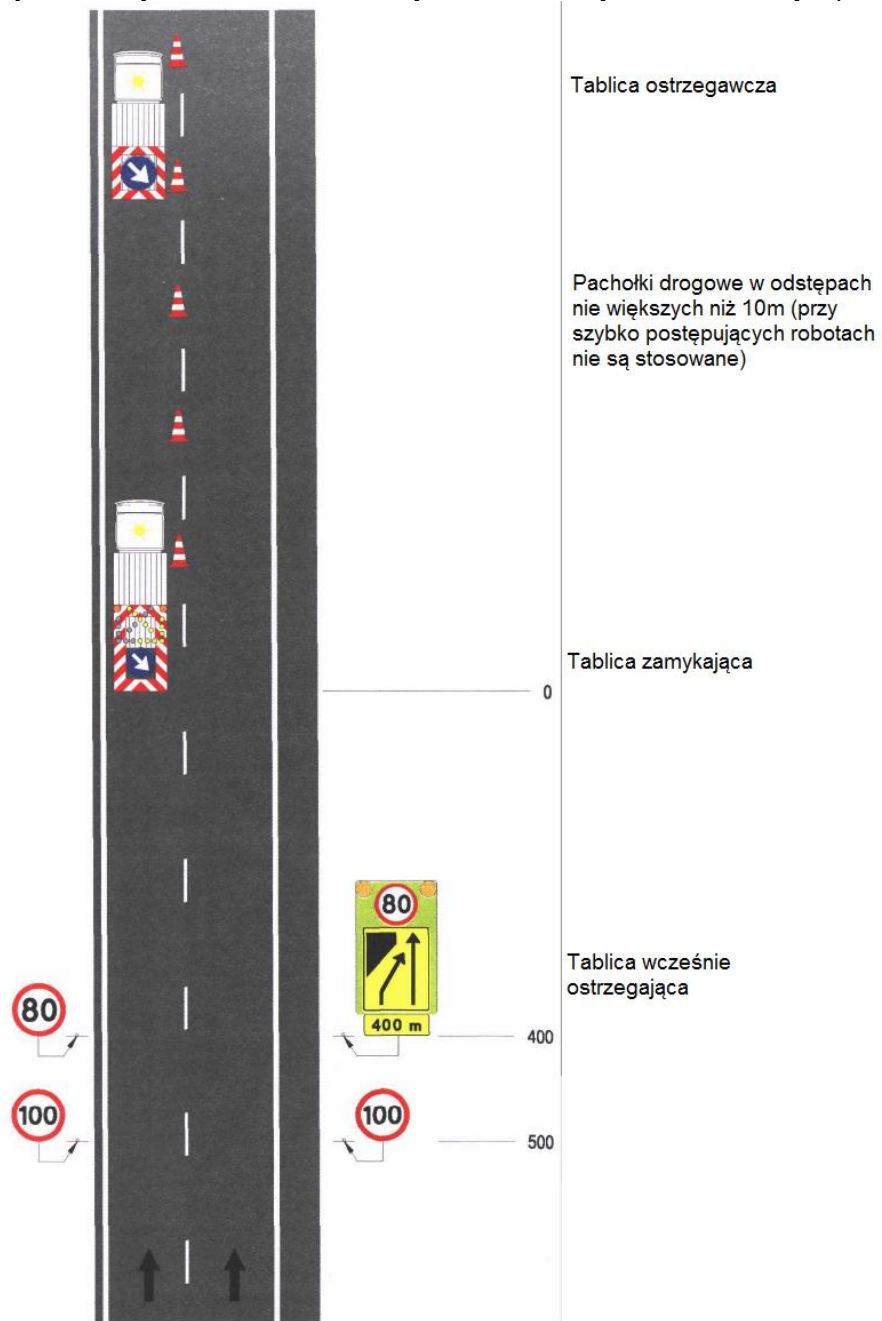 Tablica ostrzegawcza
Pachołki drogowe w odstępach
nie większych niż 10m (przy
szybko postępujących robotach
nie są stosowane)
Tablica zamykająca
0
80
Tablica wcześnie
ostrzegająca
80
400 m
400
100
100
500